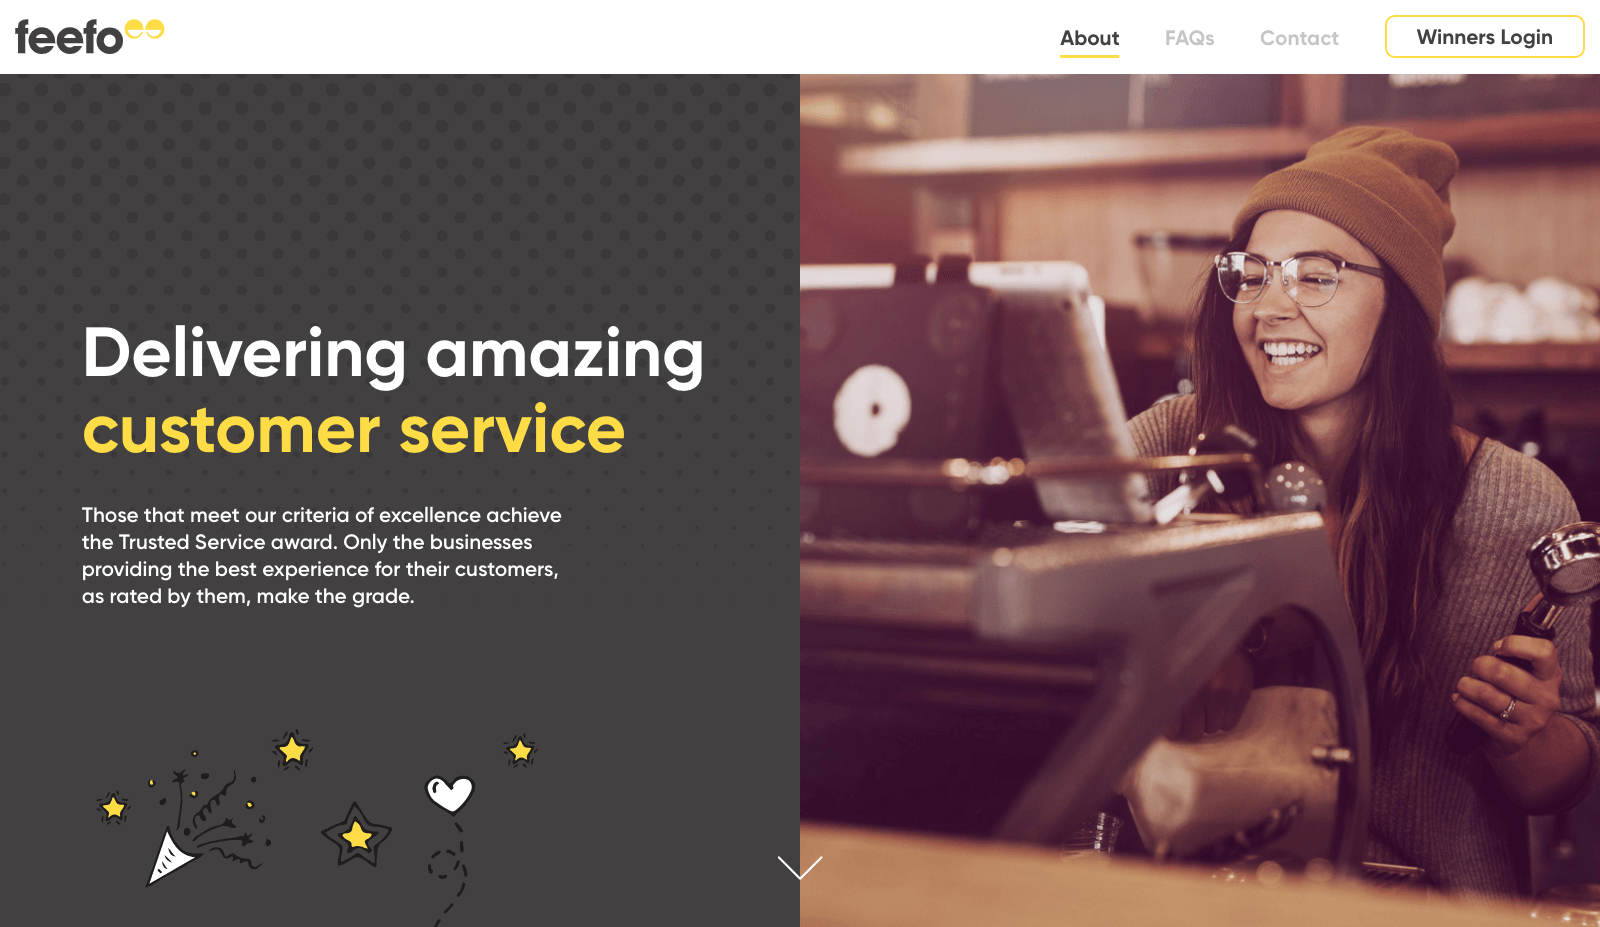 feefo
About
FAQs
Contact
Winners Login
Delivering amazing
customer service
Those that meet our criteria of excellence achieve
the Trusted Service award. Only the businesses
providing the best experience for their customers,
as rated by them, make the grade.